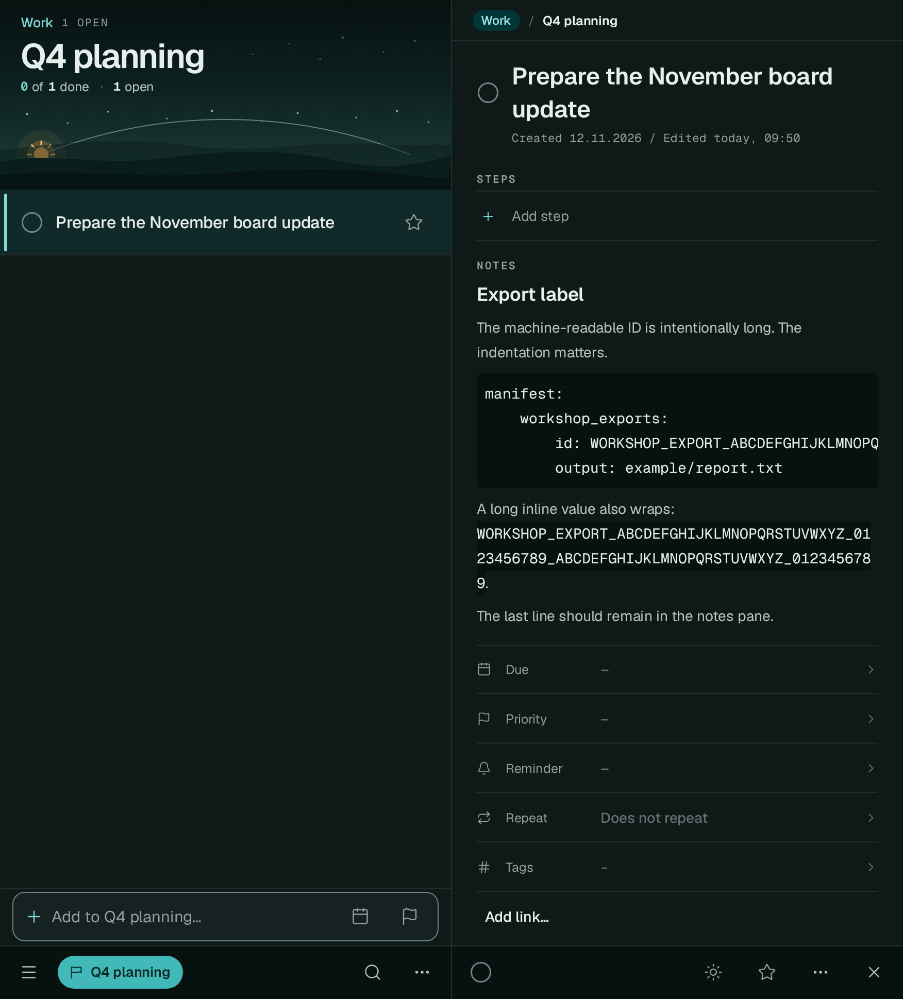 Work 1 OPEN
Q4 planning
0 of 1 done · 1 open
Prepare the November board update
Add to Q4 planning...
Q4 planning
Work / Q4 planning
Prepare the November board
update
Created 12.11.2026 / Edited today, 09:50
STEPS
+ Add step
NOTES
Export label
The machine-readable ID is intentionally long. The
indentation matters.
manifest:
    workshop_exports:
        id: WORKSHOP_EXPORT_ABCDEFGHIJKLMNOPQ
        output: example/report.txt
A long inline value also wraps:
WORKSHOP_EXPORT_ABCDEFGHIJKLMNOPQRSTUVWXYZ_01
23456789_ABCDEFGHIJKLMNOPQRSTUVWXYZ_012345678
9.
The last line should remain in the notes pane.
Due –
Priority –
Reminder –
Repeat Does not repeat
Tags –
Add link...